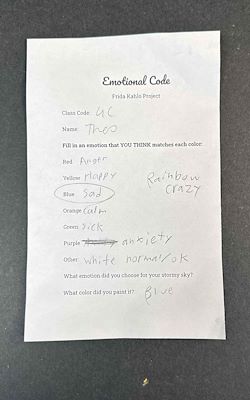 Emotional Code
Frida Kahlo Project
Class Code: 4C
Name: Theo
Fill in an emotion that YOU THINK matches each color:
Red: Anger
Yellow: Happy
Rainbow
crazy
Blue: Sad
Orange: Calm
Green: Sick
Purple: anxiety
Other: white normal/ok
What emotion did you choose for your stormy sky?
What color did you paint it? Blue